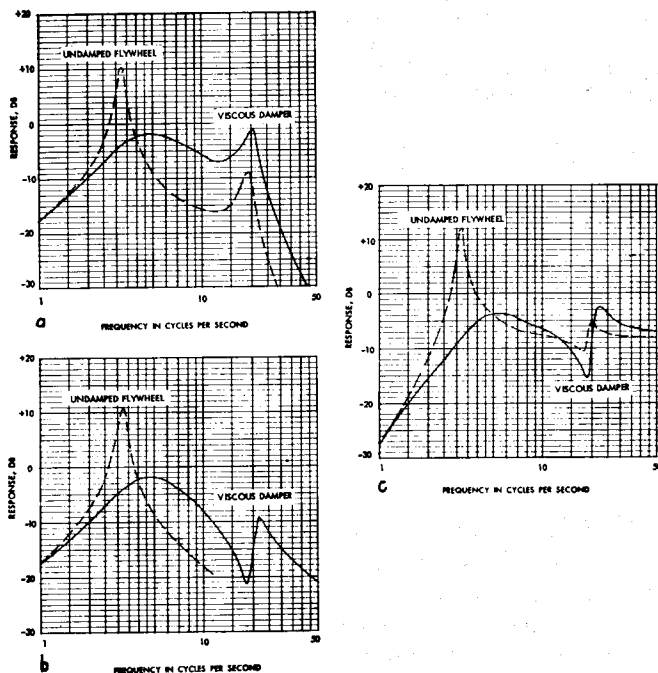 +20
UNDAMPED FLYWHEEL
+10
VISCOUS DAMPER
0
RESPONSE, DB
-10
-20
-30
1
10
50
a
FREQUENCY IN CYCLES PER SECOND
+20
UNDAMPED FLYWHEEL
+10
0
VISCOUS DAMPER
RESPONSE, DB
-10
-20
-30
1
10
50
b
FREQUENCY IN CYCLES PER SECOND
+20
UNDAMPED FLYWHEEL
+10
0
RESPONSE, DB
-10
VISCOUS DAMPER
-20
-30
1
10
c
FREQUENCY IN CYCLES PER SECOND